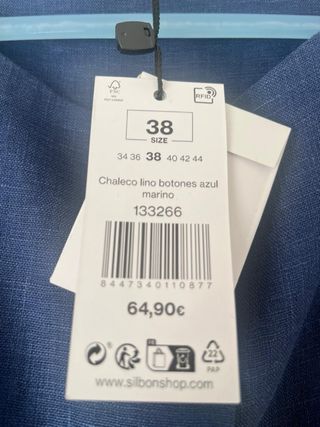 FSC
RFID
38
SIZE
34 36 38 40 42 44
Chaleco lino botones azul
marino
133266
8447340110877
64,90€
FR
22
PAP
www.silbonshop.com